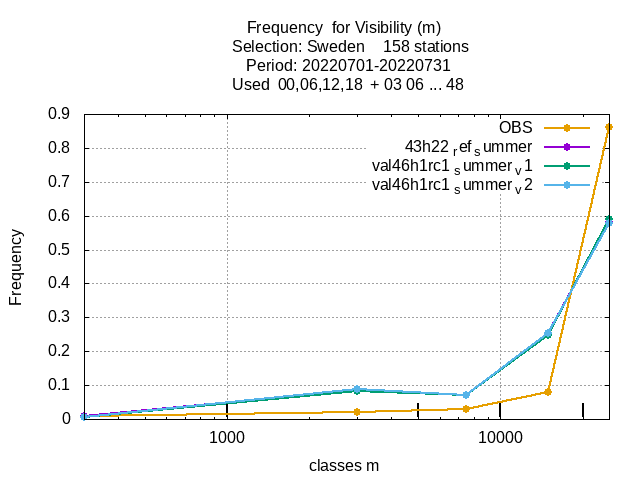 Frequency  for Visibility (m)
Selection: Sweden    158 stations
Period: 20220701-20220731
Used  00,06,12,18  + 03 06 ... 48
OBS
43h22 ref summer
val46h1rc1 summer v1
val46h1rc1 summer v2
Frequency
0.9
0.8
0.7
0.6
0.5
0.4
0.3
0.2
0.1
0
1000
10000
classes m